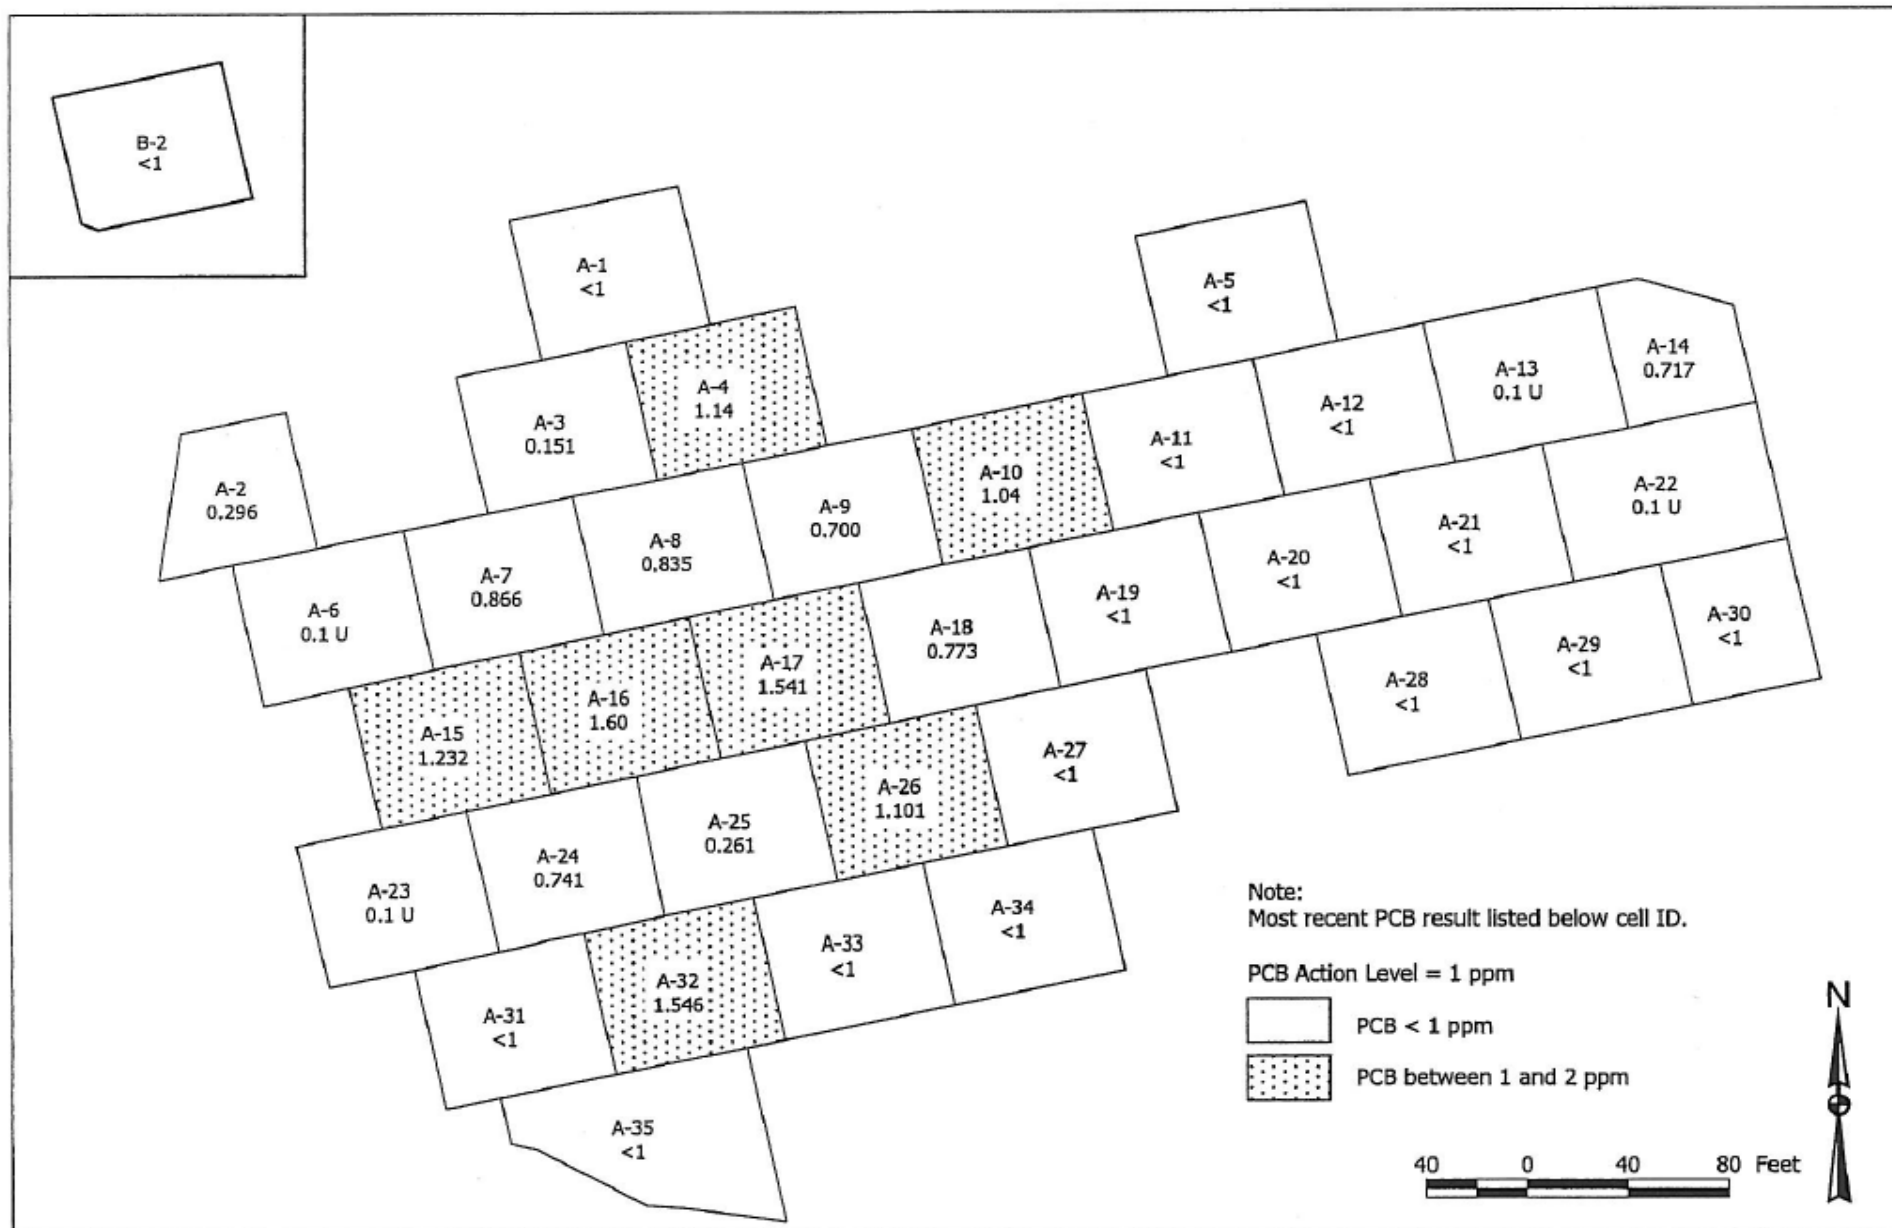 B-2
<1
A-1
<1
A-5
<1
A-4
1.14
A-3
0.151
A-14
0.717
A-13
0.1 U
A-12
<1
A-11
<1
A-10
1.04
A-2
0.296
A-9
0.700
A-8
0.835
A-7
0.866
A-6
0.1 U
A-22
0.1 U
A-21
<1
A-20
<1
A-19
<1
A-18
0.773
A-17
1.541
A-16
1.60
A-15
1.232
A-30
<1
A-29
<1
A-28
<1
A-27
<1
A-26
1.101
A-25
0.261
A-24
0.741
A-23
0.1 U
A-34
<1
A-33
<1
A-32
1.546
A-31
<1
A-35
<1
Note:
Most recent PCB result listed below cell ID.
PCB Action Level = 1 ppm
PCB < 1 ppm
PCB between 1 and 2 ppm
N
40 0 40 80 Feet